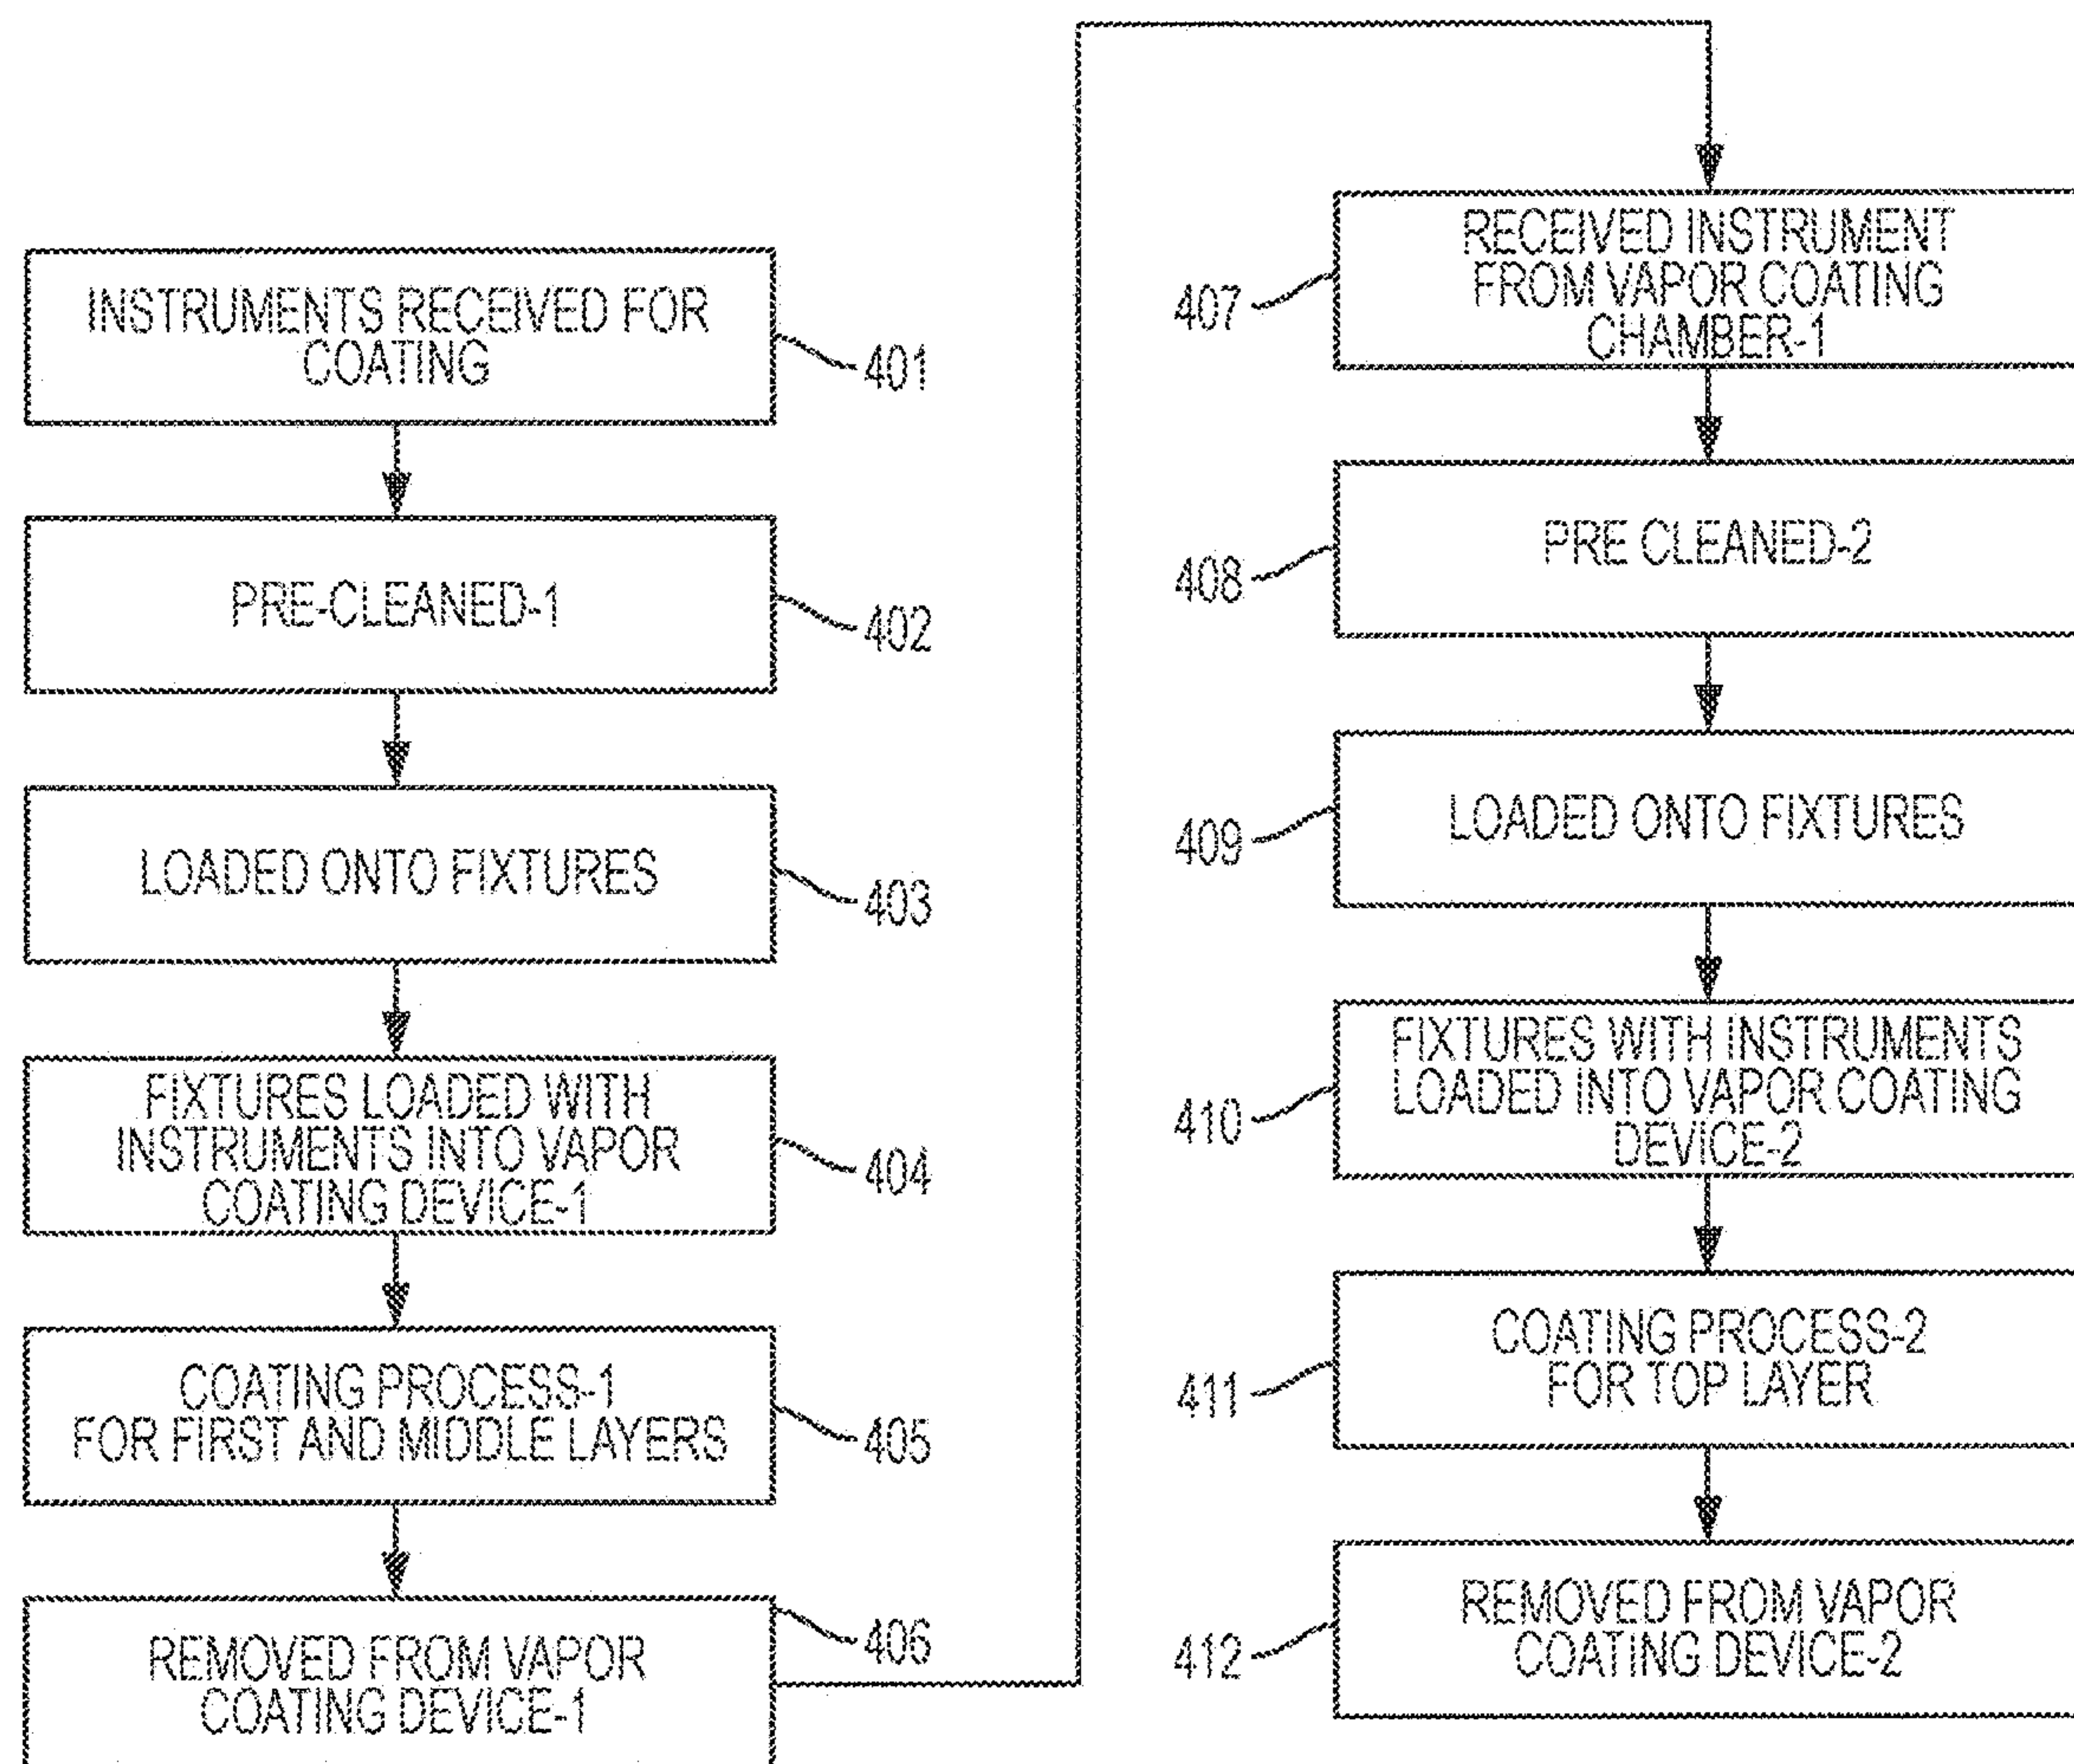 INSTRUMENTS RECEIVED FOR
COATING
401
PRE-CLEANED-1
402
LOADED ONTO FIXTURES
403
FIXTURES LOADED WITH
INSTRUMENTS INTO VAPOR
COATING DEVICE-1
404
COATING PROCESS-1
FOR FIRST AND MIDDLE LAYERS
405
REMOVED FROM VAPOR
COATING DEVICE-1
406
RECEIVED INSTRUMENT
FROM VAPOR COATING
CHAMBER-1
407
PRE CLEANED-2
408
LOADED ONTO FIXTURES
409
FIXTURES WITH INSTRUMENTS
LOADED INTO VAPOR COATING
DEVICE-2
410
COATING PROCESS-2
FOR TOP LAYER
411
REMOVED FROM VAPOR
COATING DEVICE-2
412